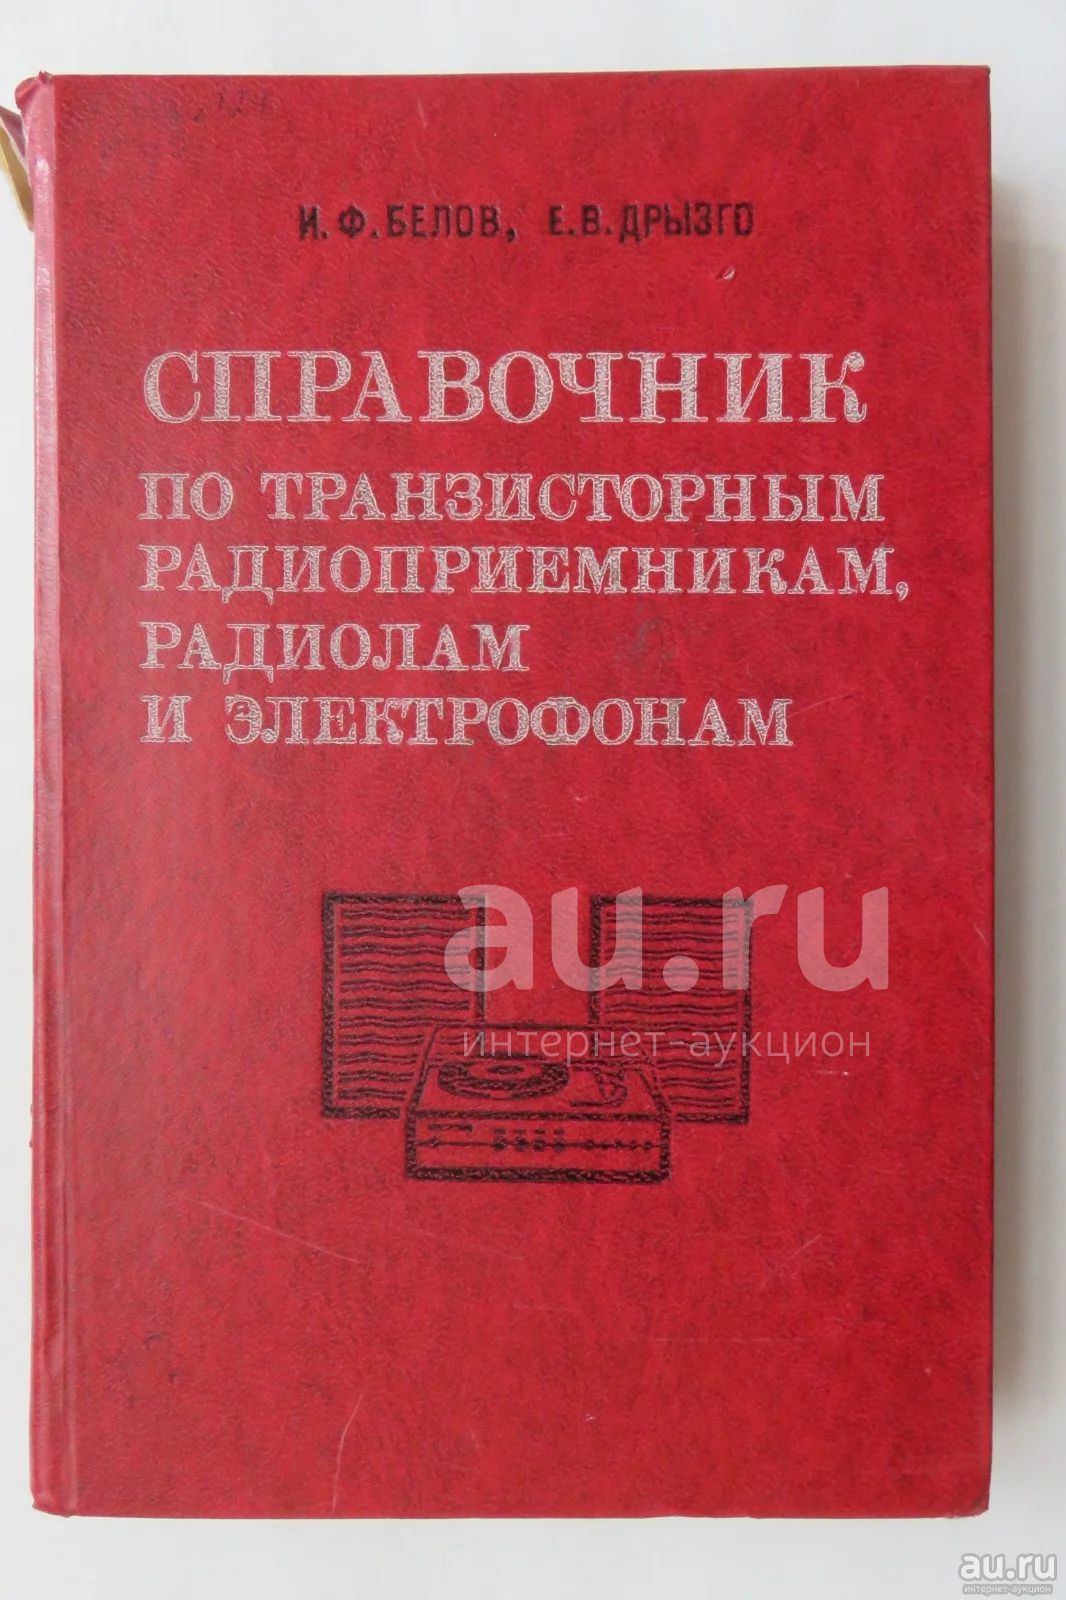 И. Ф. БЕЛОВ, Е. В. ДРЫЗГО
СПРАВОЧНИК
ПО ТРАНЗИСТОРНЫМ
РАДИОПРИЕМНИКАМ,
РАДИОЛАМ
И ЭЛЕКТРОФОНАМ
au.ru
интернет-аукцион
au.ru
интернет-аукцион